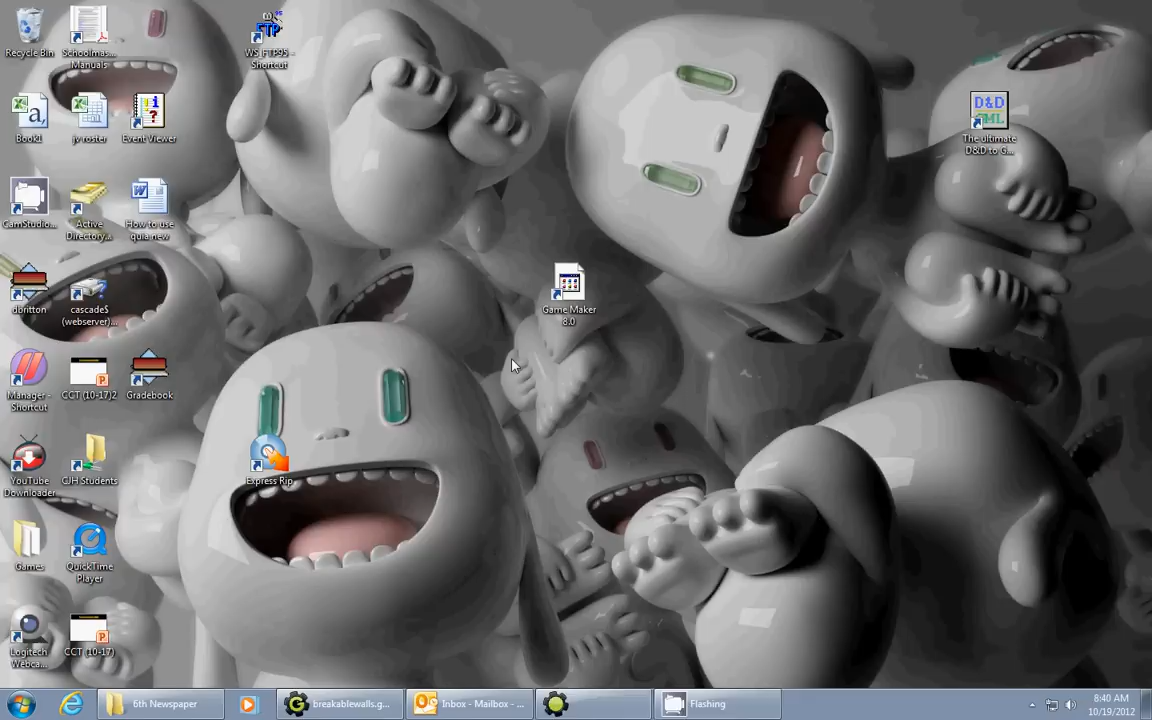 Recycle Bin
Schoolmas...
Manuals
WS_FTP95 -
Shortcut
Book1
jv roster
Event Viewer
The ultimate
D&D to G...
CamStudio...
Active
Directory...
How to use
quia new
dbritton
cascade$
(webserver)...
Game Maker
8.0
Manager -
Shortcut
CCT (10-17)2
Gradebook
YouTube
Downloader
CJH Students
Express Rip
Games
QuickTime
Player
Logitech
Webca...
CCT (10-17)
6th Newspaper
breakablewalls.g...
Inbox - Mailbox - ...
Flashing
8:40 AM
10/19/2012